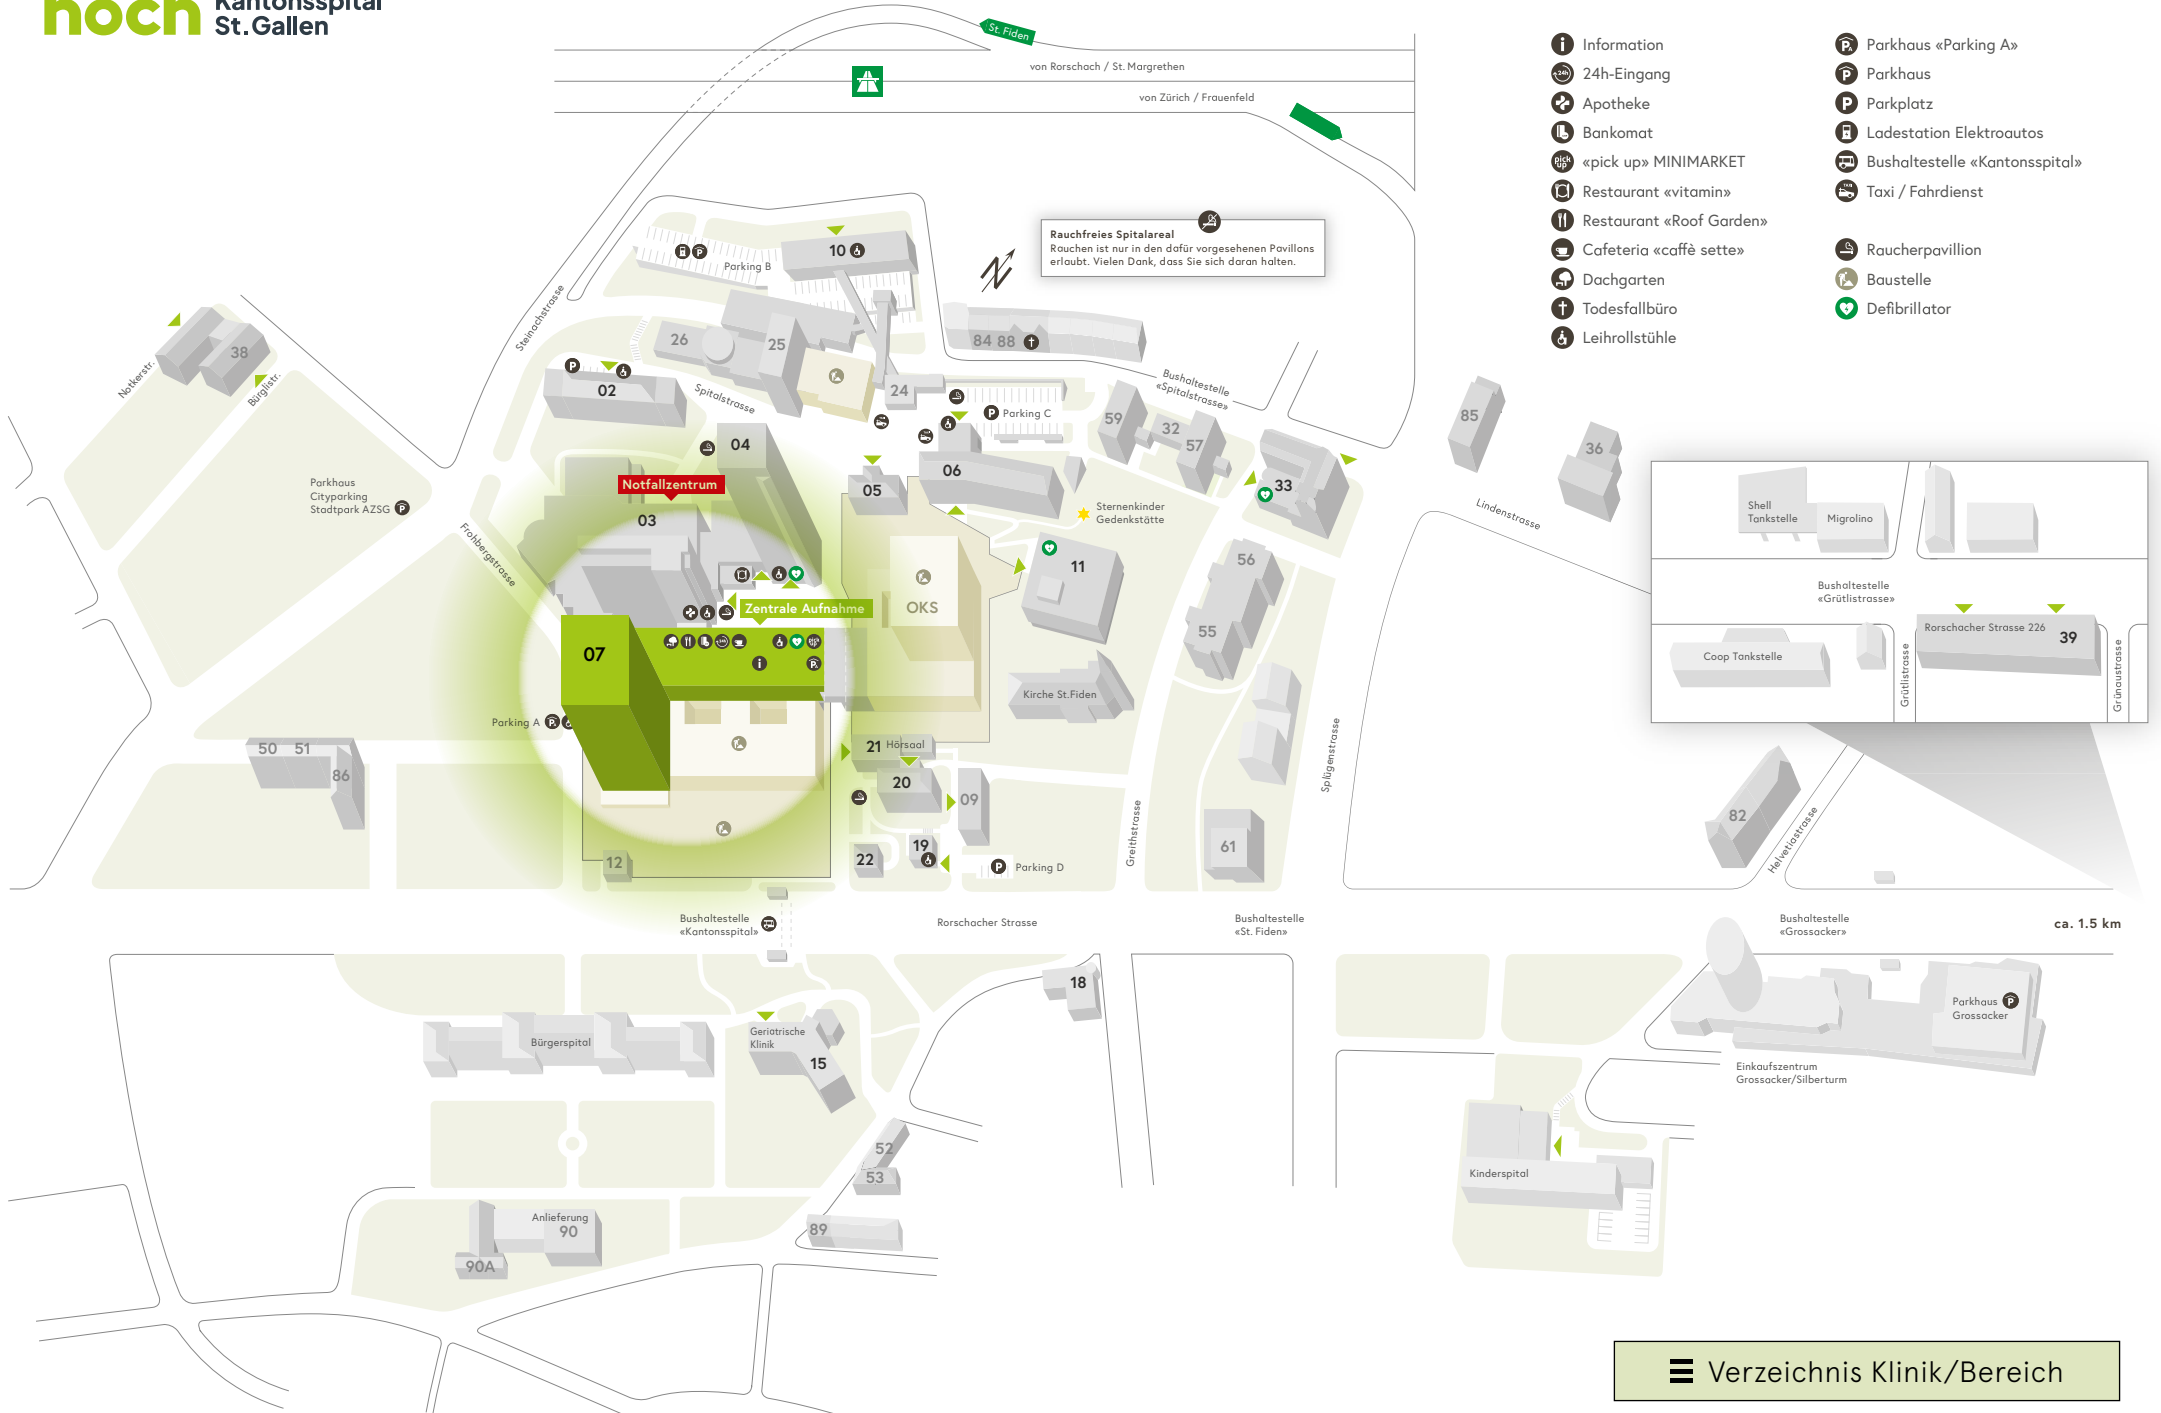 noch Kantonsspital
St.Gallen
St. Fiden
von Rorschach / St. Margrethen
von Zürich / Frauenfeld
Information
24h-Eingang
Apotheke
Bankomat
«pick up» MINIMARKET
Restaurant «vitamin»
Restaurant «Roof Garden»
Cafeteria «caffè sette»
Dachgarten
Todesfallbüro
Leihrollstühle
Parkhaus «Parking A»
Parkhaus
Parkplatz
Ladestation Elektroautos
Bushaltestelle «Kantonsspital»
Taxi / Fahrdienst
Raucherpavillion
Baustelle
Defibrillator
Rauchfreies Spitalareal
Rauchen ist nur in den dafür vorgesehenen Pavillons
erlaubt. Vielen Dank, dass Sie sich daran halten.
N
Parking B
10
Steinachstrasse
Notkerstr.
38
Bürglistr.
26
25
84 88
02
Spitalstrasse
24
Bushaltestelle
«Spitalstrasse»
Parking C
59
32
57
85
36
04
06
05
33
Notfallzentrum
03
Parkhaus
Cityparking
Stadtpark AZSG
Frohbergstrasse
Sternenkinder
Gedenkstätte
Lindenstrasse
11
56
55
OKS
Zentrale Aufnahme
07
Kirche St.Fiden
Parking A
Shell
Tankstelle
Migrolino
Bushaltestelle
«Grütlistrasse»
Rorschacher Strasse 226
39
Coop Tankstelle
Grütlistrasse
Grünaustrasse
50 51
86
21 Hörsaal
20
09
Splügenstrasse
Greithstrasse
61
82
Helvetiastrasse
12
22
19
Parking D
Bushaltestelle
«Kantonsspital»
Rorschacher Strasse
Bushaltestelle
«St. Fiden»
Bushaltestelle
«Grossacker»
ca. 1.5 km
18
Parkhaus
Grossacker
Bürgerspital
Geriatrische
Klinik
15
Einkaufszentrum
Grossacker/Silberturm
52
53
Kinderspital
89
Anlieferung
90
90A
Verzeichnis Klinik/Bereich